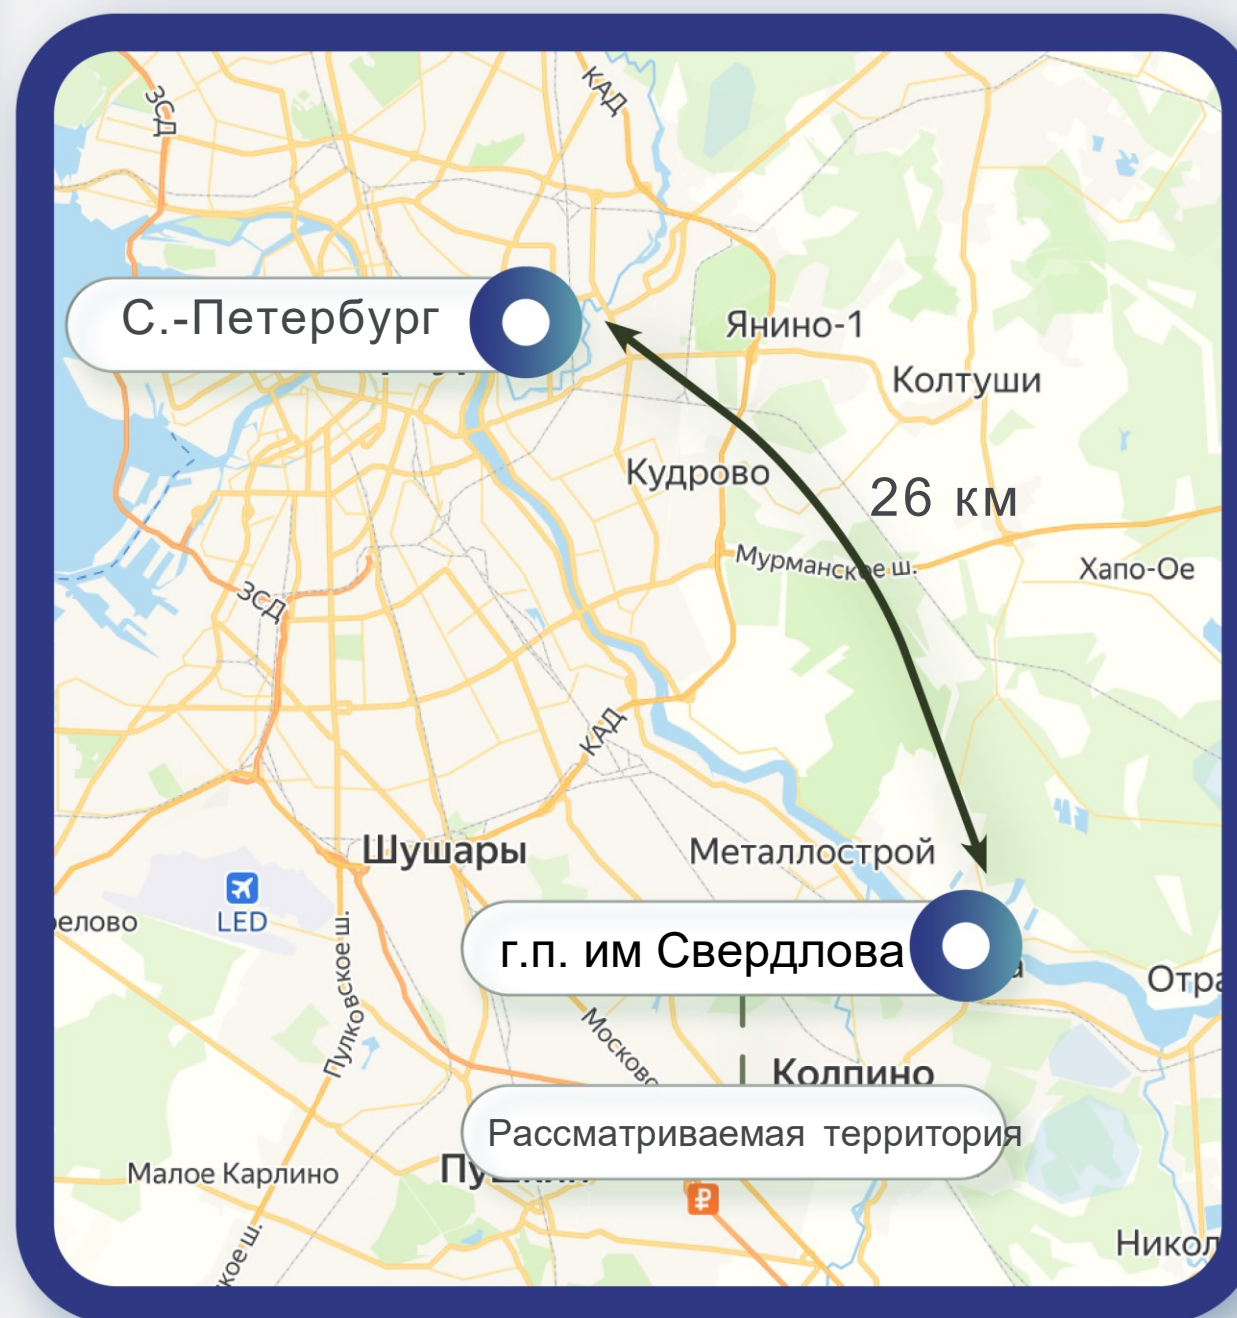 ЗСД
КАД
С.-Петербург
Янино-1
Колтуши
Кудрово
26 км
Мурманское ш.
Хапо-Ое
ЗСД
КАД
Шушары
Металлострой
LED
г.п. им Свердлова
Пулковское ш.
Колпино
Рассматриваемая территория
Малое Карлино
₽